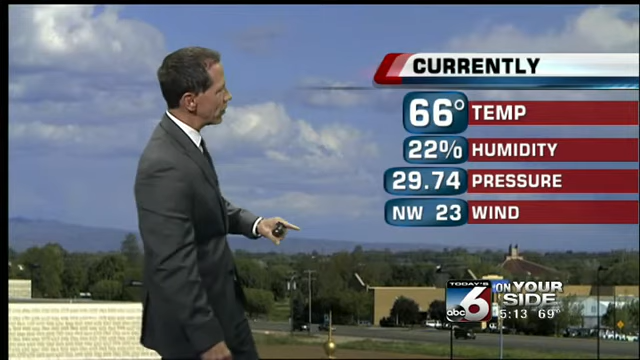 CURRENTLY
66° TEMP
22% HUMIDITY
29.74 PRESSURE
NW 23 WIND
TODAY'S
abc 6
ON YOUR SIDE
5:13 69°